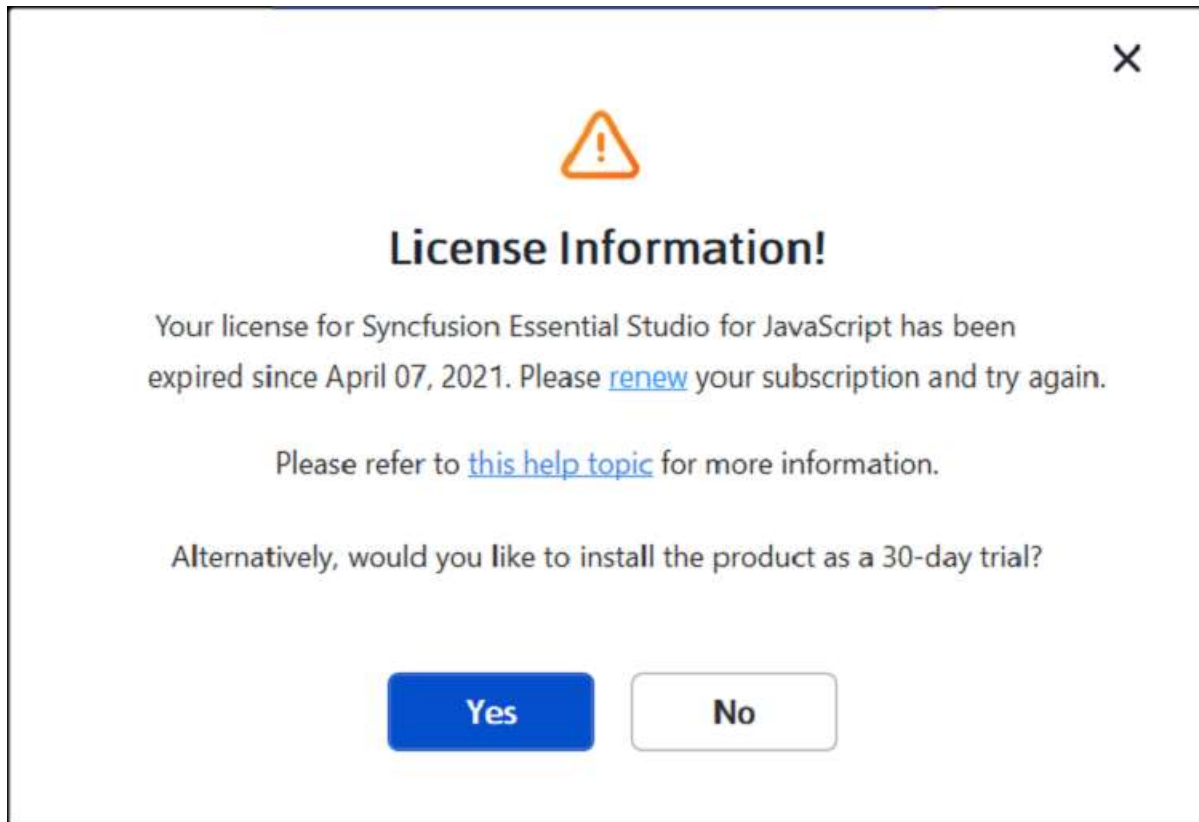 License Information!
Your license for Syncfusion Essential Studio for JavaScript has been
expired since April 07, 2021. Please renew your subscription and try again.
Please refer to this help topic for more information.
Alternatively, would you like to install the product as a 30-day trial?
Yes No